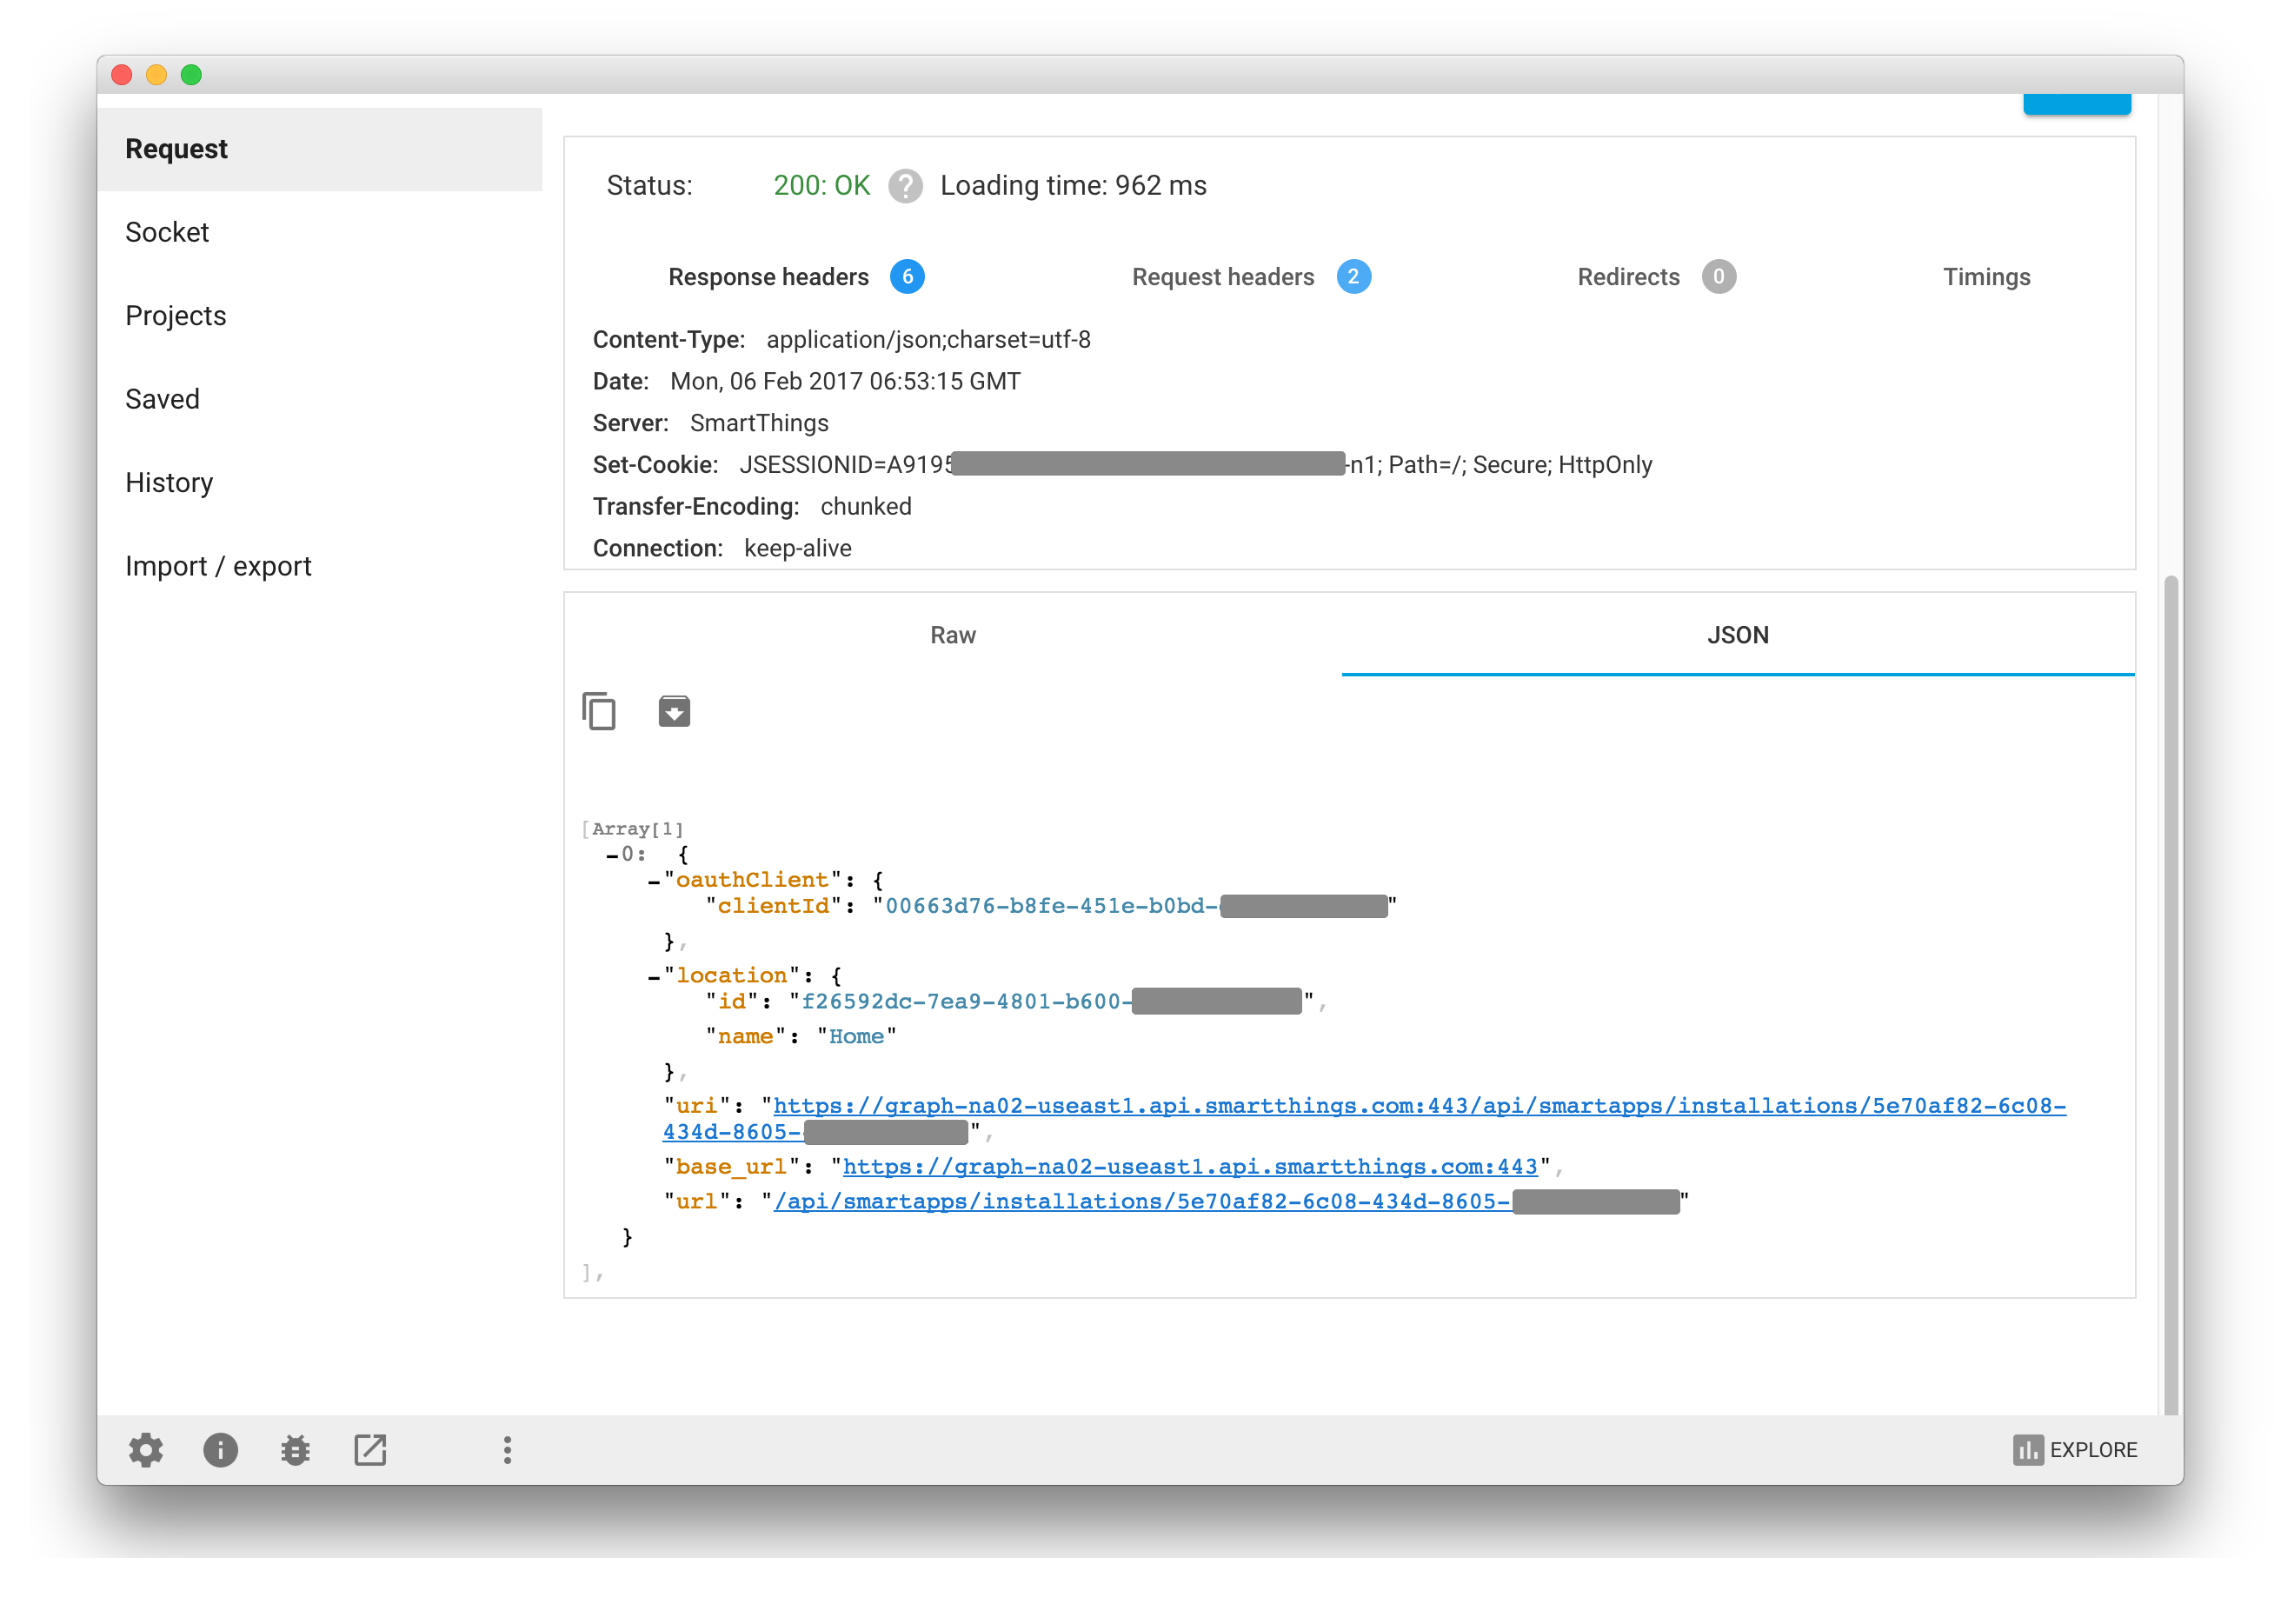 Request
Socket
Projects
Saved
History
Import / export
Status: 200: OK ? Loading time: 962 ms
Response headers 6 Request headers 2 Redirects 0 Timings
Content-Type: application/json;charset=utf-8
Date: Mon, 06 Feb 2017 06:53:15 GMT
Server: SmartThings
Set-Cookie: JSESSIONID=A9195 -n1; Path=/; Secure; HttpOnly
Transfer-Encoding: chunked
Connection: keep-alive
Raw JSON
[Array[1]
-0: {
-"oauthClient": {
"clientId": "00663d76-b8fe-451e-b0bd- "
},
-"location": {
"id": "f26592dc-7ea9-4801-b600- ",
"name": "Home"
},
"uri": "https://graph-na02-useast1.api.smartthings.com:443/api/smartapps/installations/5e70af82-6c08-
434d-8605- ",
"base_url": "https://graph-na02-useast1.api.smartthings.com:443",
"url": "/api/smartapps/installations/5e70af82-6c08-434d-8605- "
}
],
EXPLORE